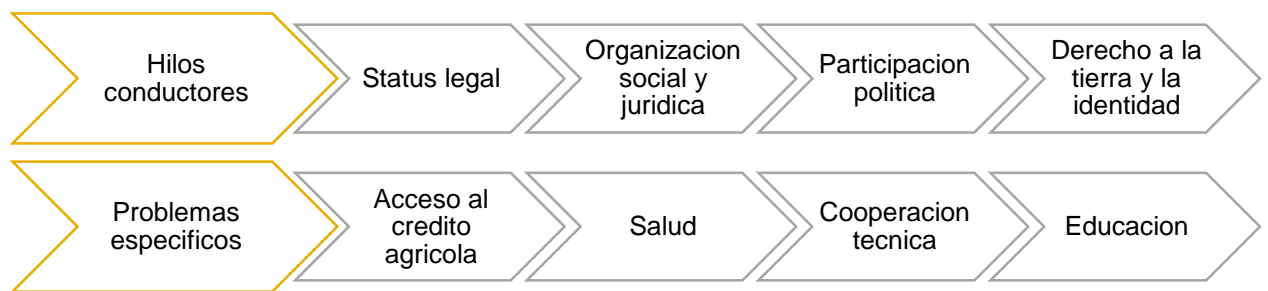 Hilos
conductores
Status legal
Organizacion
social y
juridica
Participacion
politica
Derecho a la
tierra y la
identidad
Problemas
especificos
Acceso al
credito
agricola
Salud
Cooperacion
tecnica
Educacion